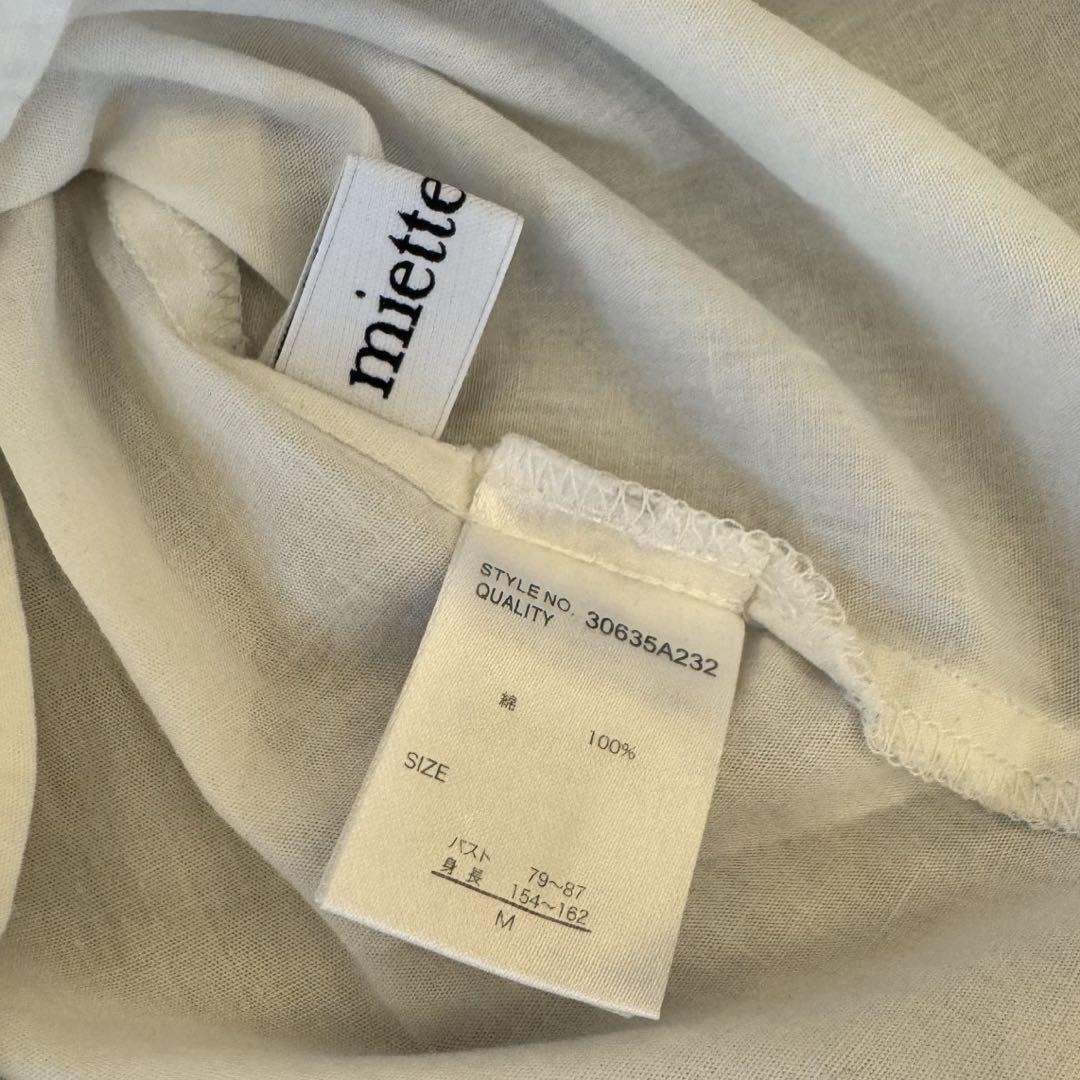 miette
STYLE NO. 30635A232
QUALITY
綿 100%
SIZE
バスト 79~87
身長 154~162
M